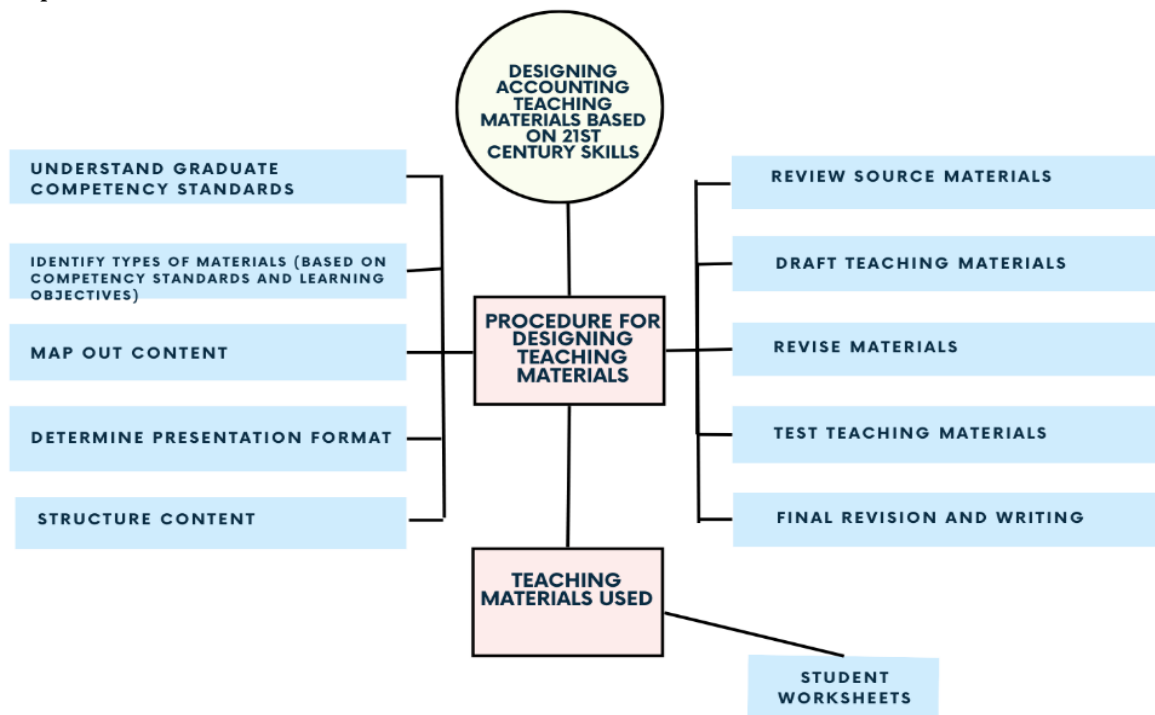 DESIGNING
ACCOUNTING
TEACHING
MATERIALS BASED
ON 21ST
CENTURY SKILLS
UNDERSTAND GRADUATE
COMPETENCY STANDARDS
IDENTIFY TYPES OF MATERIALS (BASED ON
COMPETENCY STANDARDS AND LEARNING
OBJECTIVES)
MAP OUT CONTENT
DETERMINE PRESENTATION FORMAT
STRUCTURE CONTENT
PROCEDURE FOR
DESIGNING
TEACHING
MATERIALS
REVIEW SOURCE MATERIALS
DRAFT TEACHING MATERIALS
REVISE MATERIALS
TEST TEACHING MATERIALS
FINAL REVISION AND WRITING
TEACHING
MATERIALS USED
STUDENT
WORKSHEETS